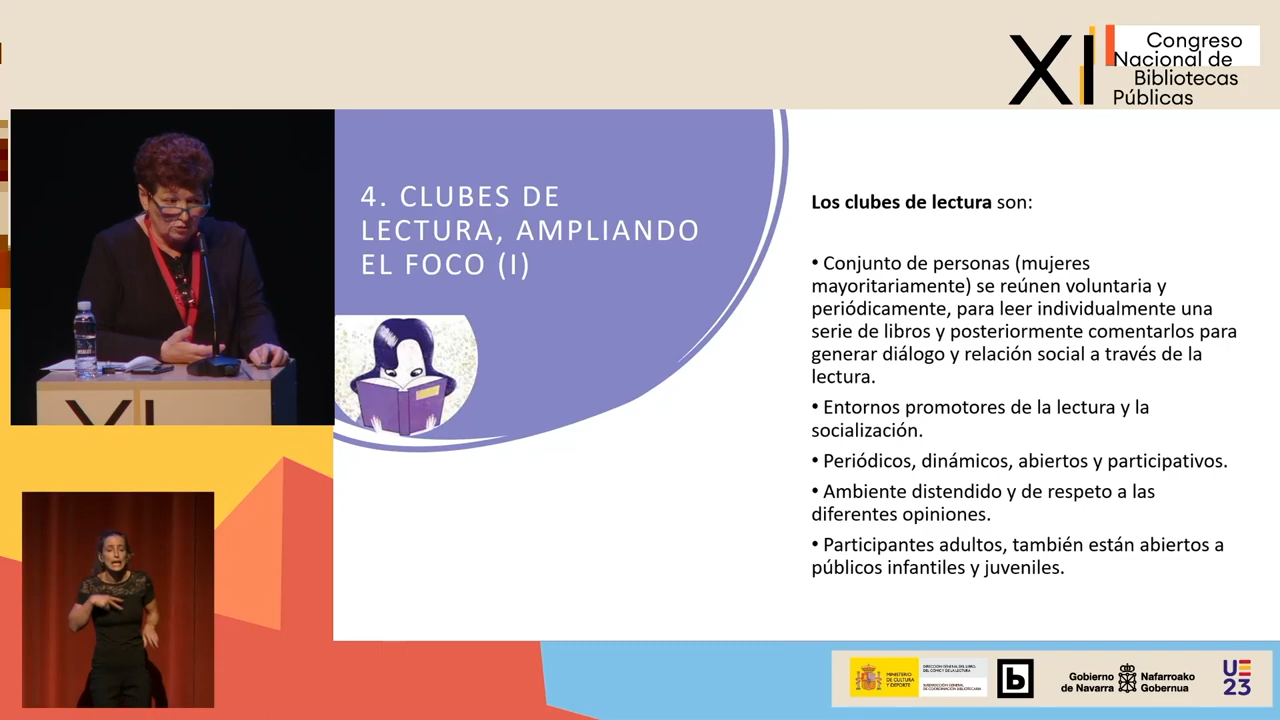 XI Congreso
Nacional de
Bibliotecas
Públicas
4. CLUBES DE
LECTURA, AMPLIANDO
EL FOCO (I)
Los clubes de lectura son:
• Conjunto de personas (mujeres
mayoritariamente) se reúnen voluntaria y
periódicamente, para leer individualmente una
serie de libros y posteriormente comentarlos para
generar diálogo y relación social a través de la
lectura.
• Entornos promotores de la lectura y la
socialización.
• Periódicos, dinámicos, abiertos y participativos.
• Ambiente distendido y de respeto a las
diferentes opiniones.
• Participantes adultos, también están abiertos a
públicos infantiles y juveniles.
XI
MINISTERIO
DE CULTURA
Y DEPORTE
DIRECCIÓN GENERAL DEL LIBRO,
DEL CÓMIC Y DE LA LECTURA
SUBDIRECCIÓN GENERAL
DE COORDINACIÓN BIBLIOTECARIA
b
Gobierno
de Navarra
Nafarroako
Gobernua
UE
23